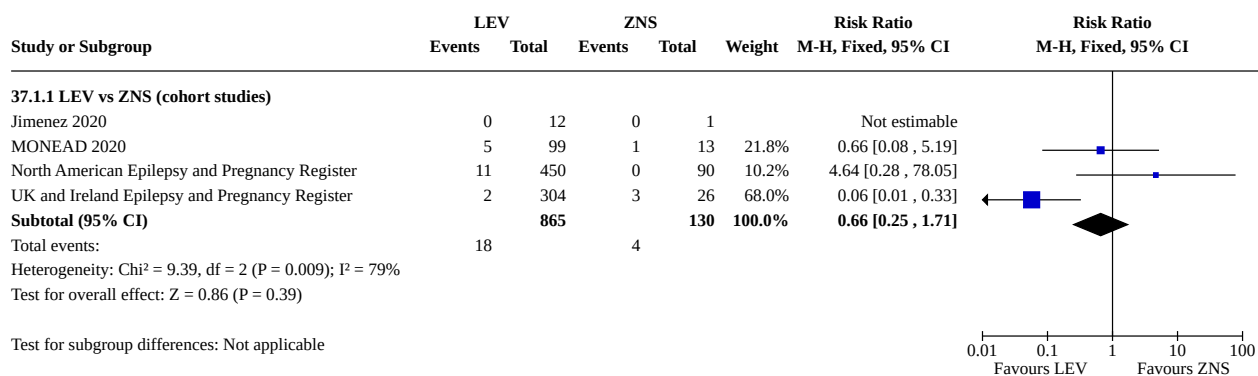 LEV ZNS Risk Ratio Risk Ratio
Study or Subgroup Events Total Events Total Weight M-H, Fixed, 95% CI M-H, Fixed, 95% CI
37.1.1 LEV vs ZNS (cohort studies)
Jimenez 2020 0 12 0 1 Not estimable
MONEAD 2020 5 99 1 13 21.8% 0.66 [0.08 , 5.19]
North American Epilepsy and Pregnancy Register 11 450 0 90 10.2% 4.64 [0.28 , 78.05]
UK and Ireland Epilepsy and Pregnancy Register 2 304 3 26 68.0% 0.06 [0.01 , 0.33]
Subtotal (95% CI) 865 130 100.0% 0.66 [0.25 , 1.71]
Total events: 18 4
Heterogeneity: Chi² = 9.39, df = 2 (P = 0.009); I² = 79%
Test for overall effect: Z = 0.86 (P = 0.39)
Test for subgroup differences: Not applicable
0.01 0.1 1 10 100
Favours LEV Favours ZNS